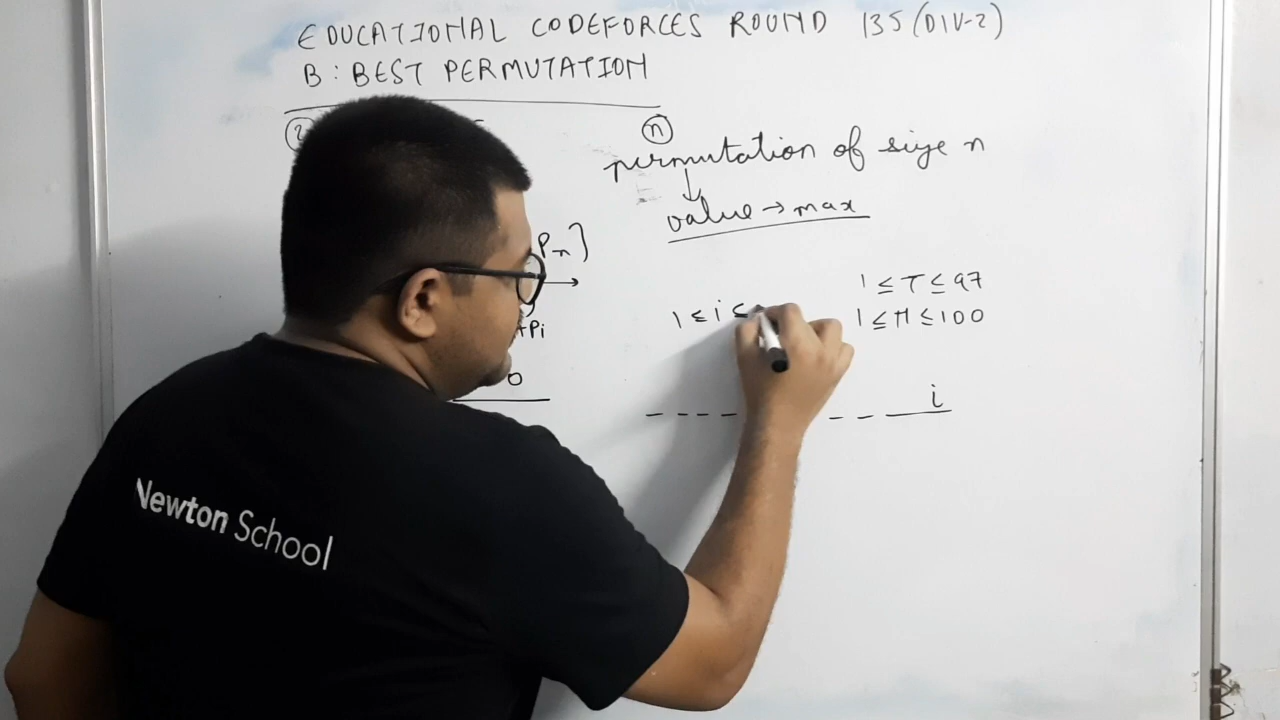 EDUCATIONAL CODEFORCES ROUND 135 (DIV-2)
B : BEST PERMUTATION
n
permutation of size n
value → max
Pn]
1 ≤ T ≤ 97
1 ≤ i ≤
1 ≤ N ≤ 100
+Pi
0
i
Newton School